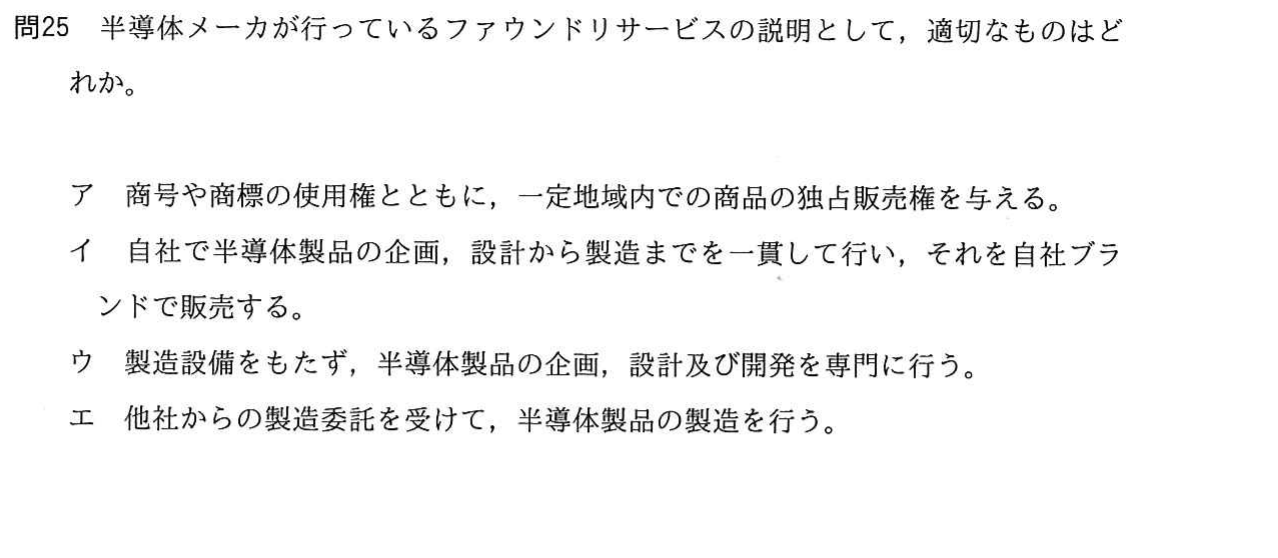 問25 半導体メーカが行っているファウンドリサービスの説明として，適切なものはど
れか。
ア 商号や商標の使用権とともに，一定地域内での商品の独占販売権を与える。
イ 自社で半導体製品の企画，設計から製造までを一貫して行い，それを自社ブラ
ンドで販売する。
ウ 製造設備をもたず，半導体製品の企画，設計及び開発を専門に行う。
エ 他社からの製造委託を受けて，半導体製品の製造を行う。